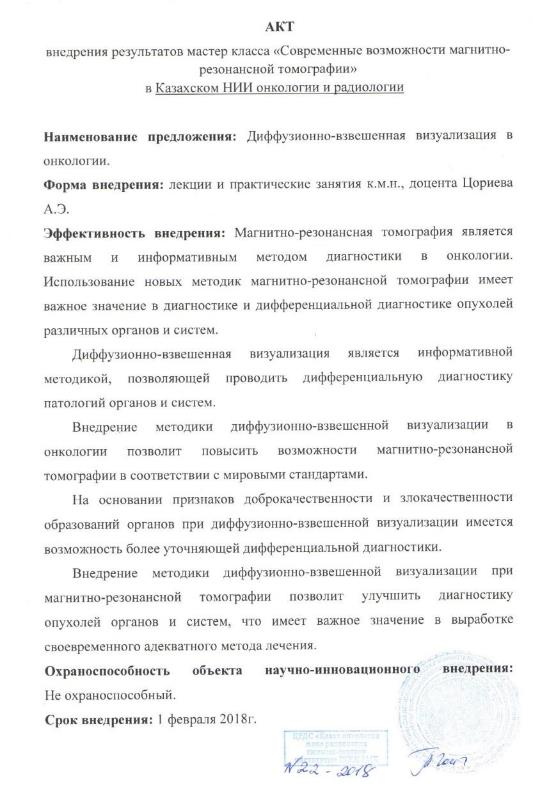 АКТ
внедрения результатов мастер класса «Современные возможности магнитно-
резонансной томографии»
в Казахском НИИ онкологии и радиологии
Наименование предложения: Диффузионно-взвешенная визуализация в
онкологии.
Форма внедрения: лекции и практические занятия к.м.н., доцента Цориева
А.Э.
Эффективность внедрения: Магнитно-резонансная томография является
важным и информативным методом диагностики в онкологии.
Использование новых методик магнитно-резонансной томографии имеет
важное значение в диагностике и дифференциальной диагностике опухолей
различных органов и систем.
Диффузионно-взвешенная визуализация является информативной
методикой, позволяющей проводить дифференциальную диагностику
патологий органов и систем.
Внедрение методики диффузионно-взвешенной визуализации в
онкологии позволит повысить возможности магнитно-резонансной
томографии в соответствии с мировыми стандартами.
На основании признаков доброкачественности и злокачественности
образований органов при диффузионно-взвешенной визуализации имеется
возможность более уточняющей дифференциальной диагностики.
Внедрение методики диффузионно-взвешенной визуализации при
магнитно-резонансной томографии позволит улучшить диагностику
опухолей органов и систем, что имеет важное значение в выработке
своевременного адекватного метода лечения.
Охраноспособность объекта научно-инновационного внедрения:
Не охраноспособный.
Срок внедрения: 1 февраля 2018г.
№22-2018